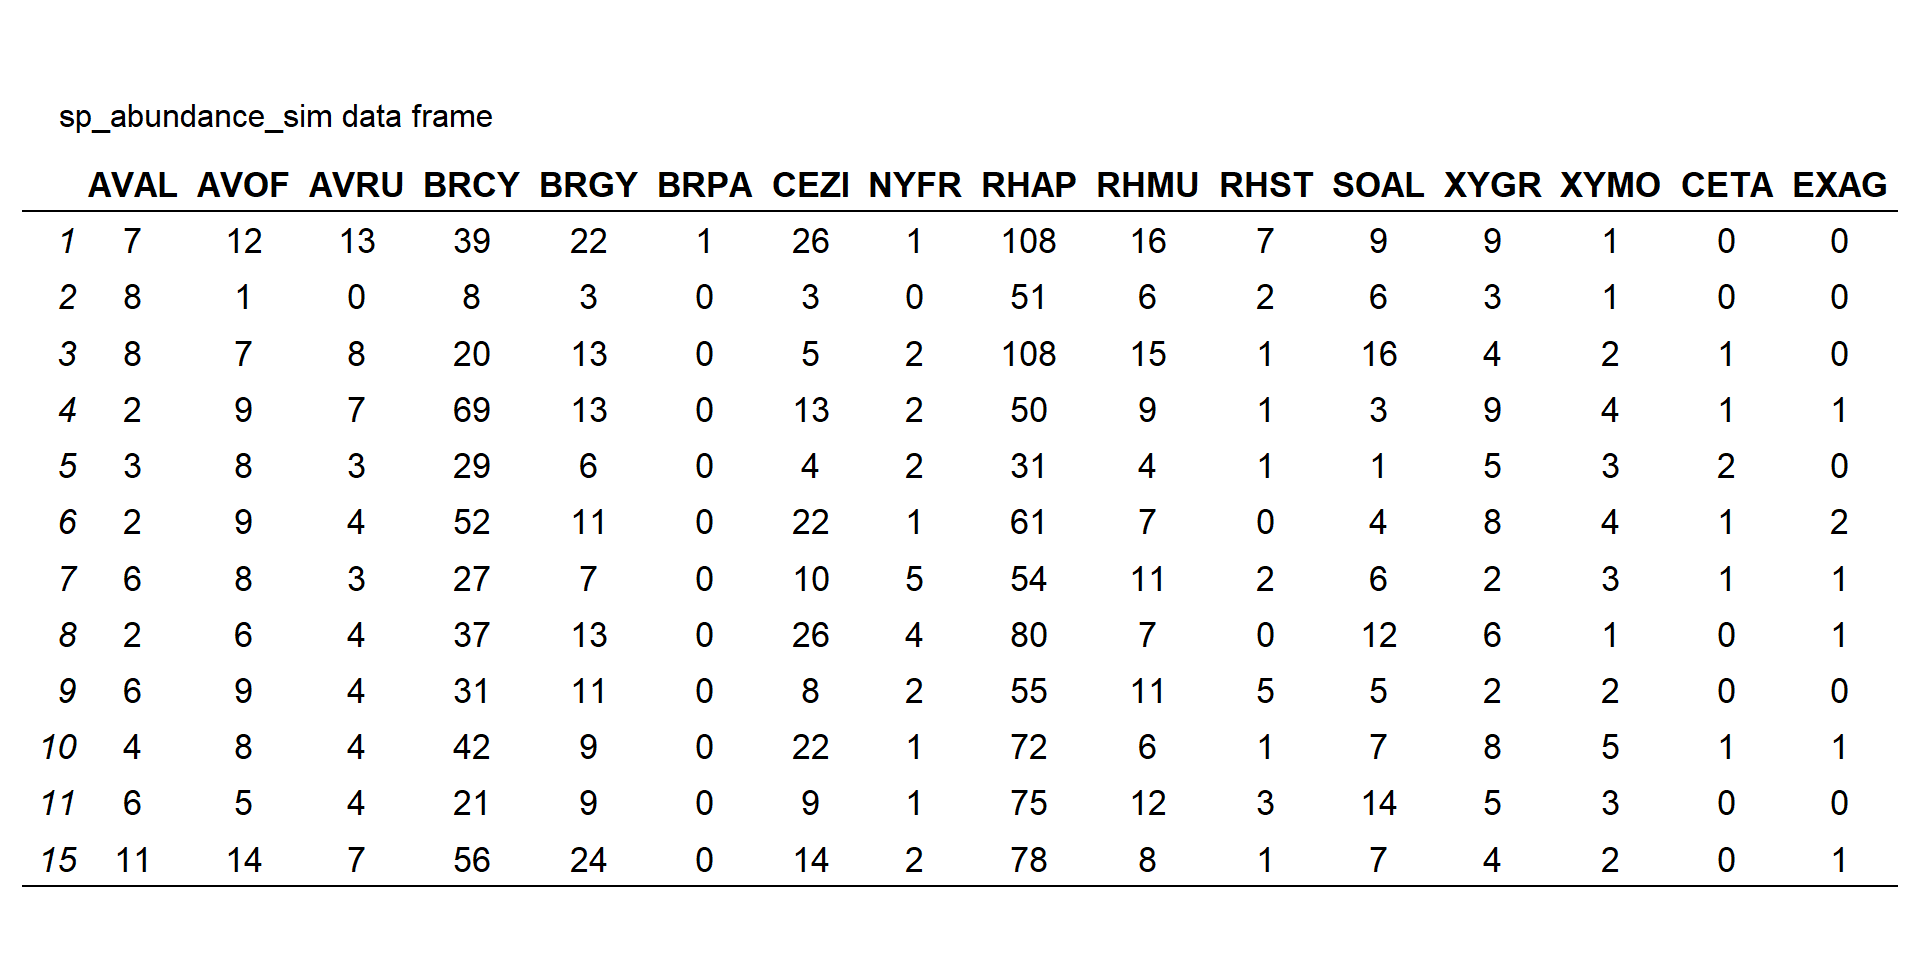 sp_abundance_sim data frame
AVAL AVOF AVRU BRCY BRGY BRPA CEZI NYFR RHAP RHMU RHST SOAL XYGR XYMO CETA EXAG
1 7 12 13 39 22 1 26 1 108 16 7 9 9 1 0 0
2 8 1 0 8 3 0 3 0 51 6 2 6 3 1 0 0
3 8 7 8 20 13 0 5 2 108 15 1 16 4 2 1 0
4 2 9 7 69 13 0 13 2 50 9 1 3 9 4 1 1
5 3 8 3 29 6 0 4 2 31 4 1 1 5 3 2 0
6 2 9 4 52 11 0 22 1 61 7 0 4 8 4 1 2
7 6 8 3 27 7 0 10 5 54 11 2 6 2 3 1 1
8 2 6 4 37 13 0 26 4 80 7 0 12 6 1 0 1
9 6 9 4 31 11 0 8 2 55 11 5 5 2 2 0 0
10 4 8 4 42 9 0 22 1 72 6 1 7 8 5 1 1
11 6 5 4 21 9 0 9 1 75 12 3 14 5 3 0 0
15 11 14 7 56 24 0 14 2 78 8 1 7 4 2 0 1